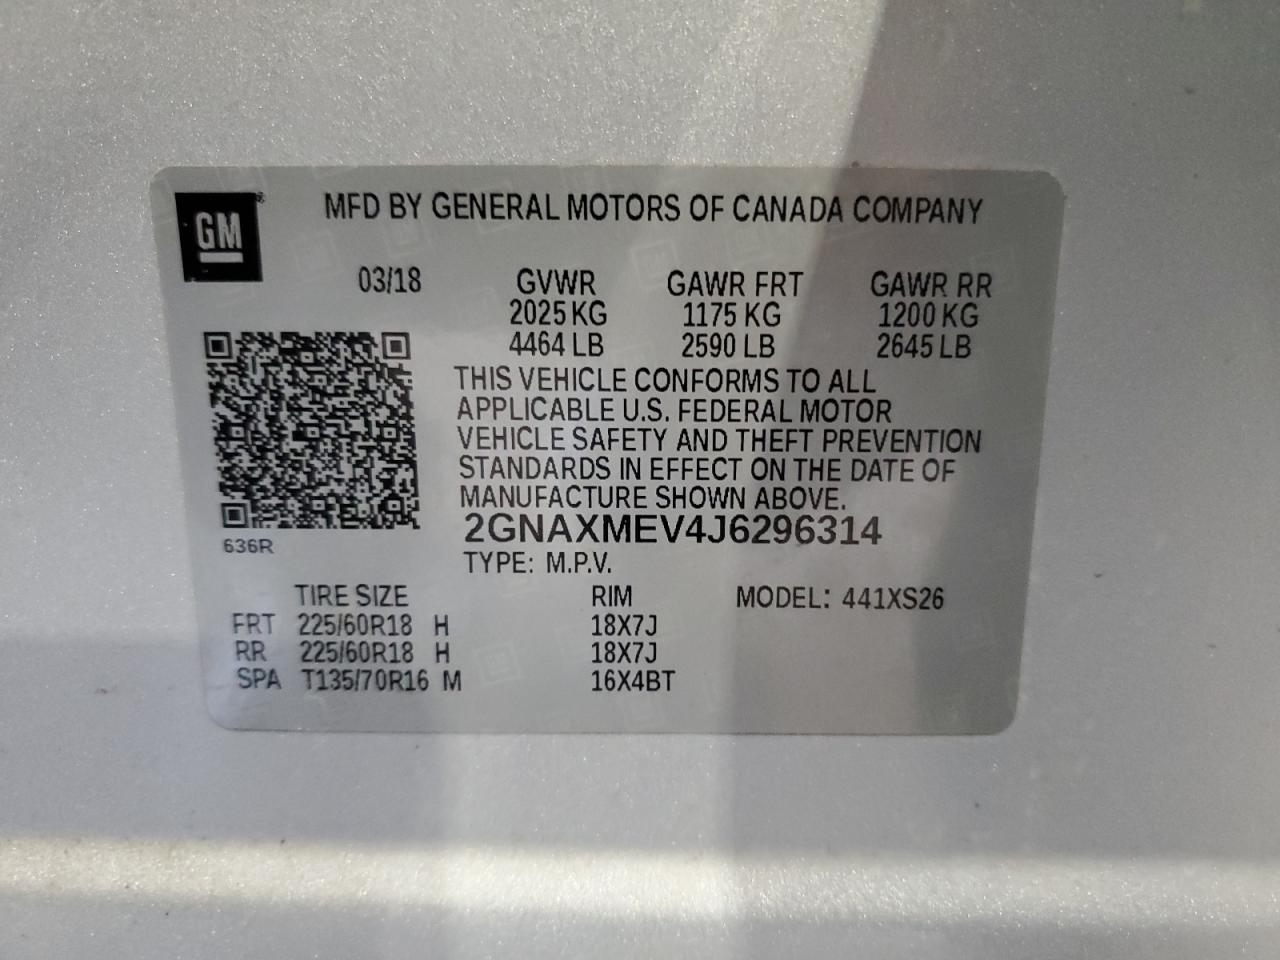 GM ®
MFD BY GENERAL MOTORS OF CANADA COMPANY
03/18 GVWR GAWR FRT GAWR RR
2025 KG 1175 KG 1200 KG
4464 LB 2590 LB 2645 LB
THIS VEHICLE CONFORMS TO ALL
APPLICABLE U.S. FEDERAL MOTOR
VEHICLE SAFETY AND THEFT PREVENTION
STANDARDS IN EFFECT ON THE DATE OF
MANUFACTURE SHOWN ABOVE.
2GNAXMEV4J6296314
636R
TYPE: M.P.V.
TIRE SIZE RIM MODEL: 441XS26
FRT 225/60R18 H 18X7J
RR 225/60R18 H 18X7J
SPA T135/70R16 M 16X4BT